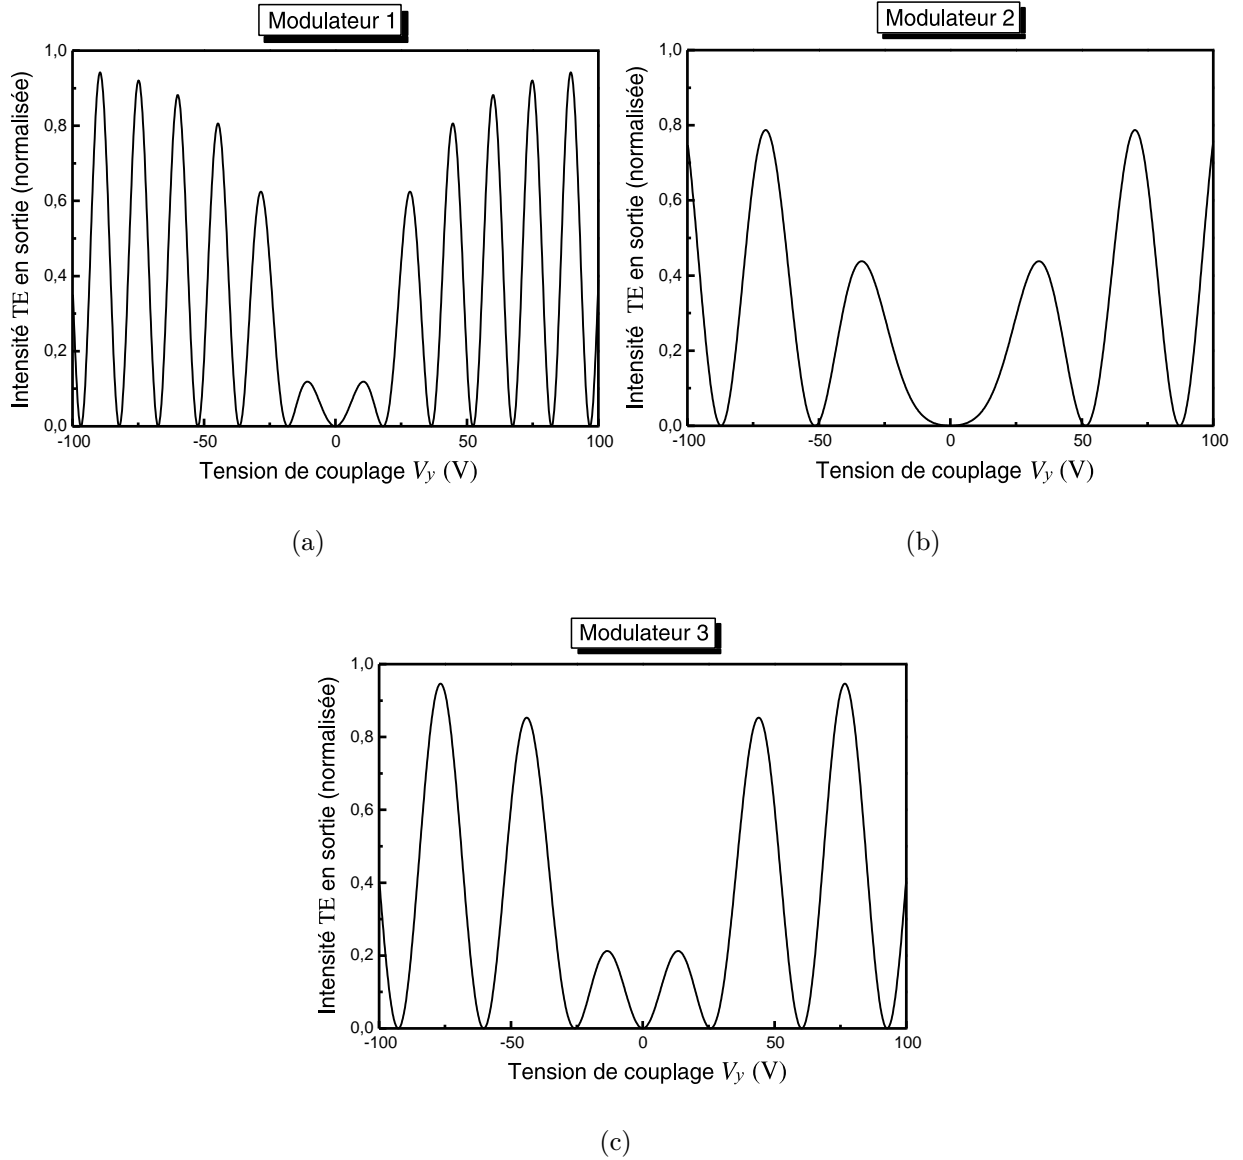 Modulateur 1
Intensité TE en sortie (normalisée)
1,0
0,8
0,6
0,4
0,2
0,0
-100
-50
0
50
100
Tension de couplage Vy (V)
(a)
Modulateur 2
Intensité TE en sortie (normalisée)
1,0
0,8
0,6
0,4
0,2
0,0
-100
-50
0
50
100
Tension de couplage Vy (V)
(b)
Modulateur 3
Intensité TE en sortie (normalisée)
1,0
0,8
0,6
0,4
0,2
0,0
-100
-50
0
50
100
Tension de couplage Vy (V)
(c)